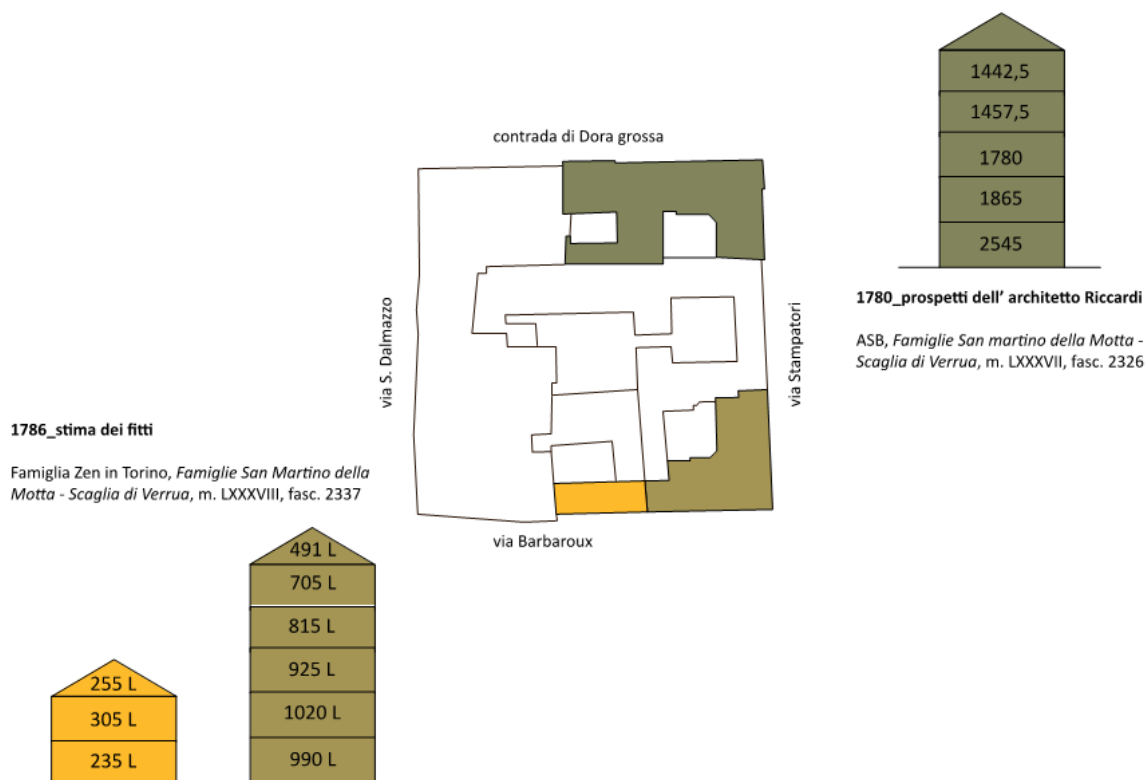 1442,5
1457,5
1780
1865
2545
1780_prospetti dell' architetto Riccardi
ASB, Famiglie San martino della Motta -
Scaglia di Verrua, m. LXXXVII, fasc. 2326
contrada di Dora grossa
via S. Dalmazzo
via Stampatori
via Barbaroux
1786_stima dei fitti
Famiglia Zen in Torino, Famiglie San Martino della
Motta - Scaglia di Verrua, m. LXXXVIII, fasc. 2337
255 L
305 L
235 L
491 L
705 L
815 L
925 L
1020 L
990 L